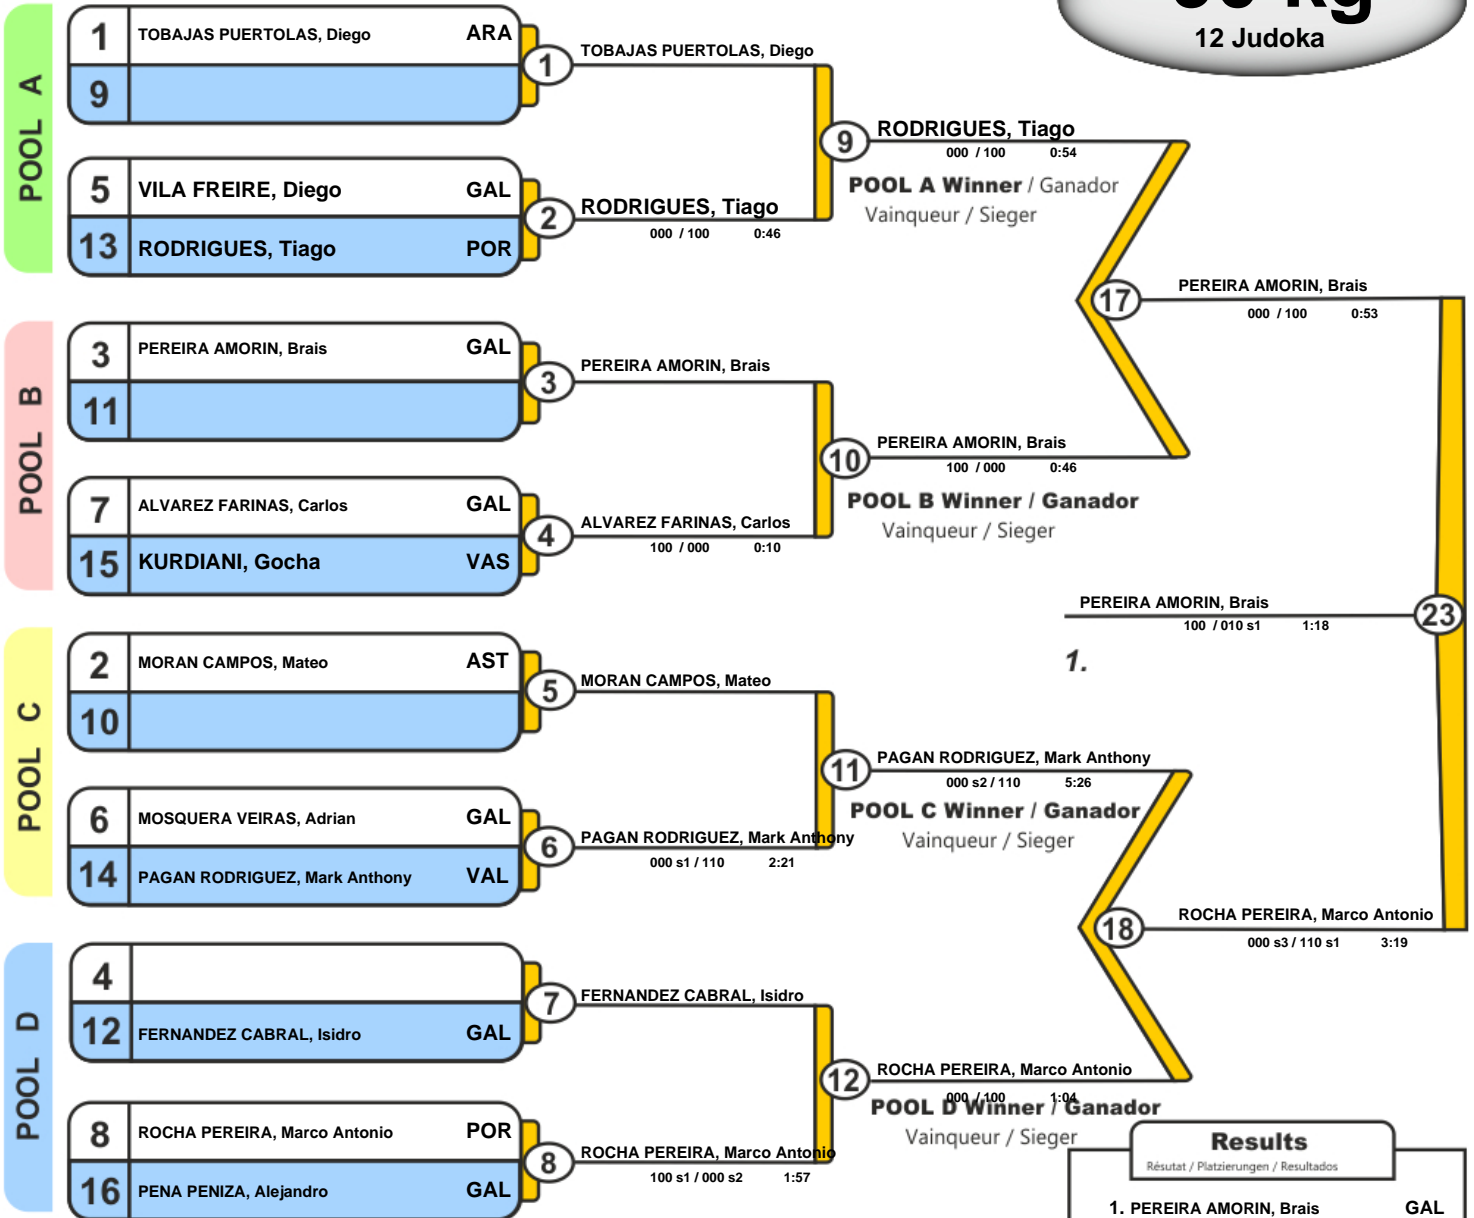 kg
12 Judoka
POOL A
1 TOBAJAS PUERTOLAS, Diego ARA
9
1 TOBAJAS PUERTOLAS, Diego
5 VILA FREIRE, Diego GAL
13 RODRIGUES, Tiago POR
2 RODRIGUES, Tiago
000 / 100 0:46
9 RODRIGUES, Tiago
000 / 100 0:54
POOL A Winner / Ganador
Vainqueur / Sieger
POOL B
3 PEREIRA AMORIN, Brais GAL
11
3 PEREIRA AMORIN, Brais
7 ALVAREZ FARINAS, Carlos GAL
15 KURDIANI, Gocha VAS
4 ALVAREZ FARINAS, Carlos
100 / 000 0:10
10 PEREIRA AMORIN, Brais
100 / 000 0:46
POOL B Winner / Ganador
Vainqueur / Sieger
17 PEREIRA AMORIN, Brais
000 / 100 0:53
PEREIRA AMORIN, Brais 23
100 / 010 s1 1:18
1.
POOL C
2 MORAN CAMPOS, Mateo AST
10
5 MORAN CAMPOS, Mateo
6 MOSQUERA VEIRAS, Adrian GAL
14 PAGAN RODRIGUEZ, Mark Anthony VAL
6 PAGAN RODRIGUEZ, Mark Anthony
000 s1 / 110 2:21
11 PAGAN RODRIGUEZ, Mark Anthony
000 s2 / 110 5:26
POOL C Winner / Ganador
Vainqueur / Sieger
18 ROCHA PEREIRA, Marco Antonio
000 s3 / 110 s1 3:19
POOL D
4
12 FERNANDEZ CABRAL, Isidro GAL
7 FERNANDEZ CABRAL, Isidro
8 ROCHA PEREIRA, Marco Antonio POR
16 PENA PENIZA, Alejandro GAL
8 ROCHA PEREIRA, Marco Antonio
100 s1 / 000 s2 1:57
12 ROCHA PEREIRA, Marco Antonio
000 / 100 1:04
POOL D Winner / Ganador
Vainqueur / Sieger
Results
Résutat / Platzierungen / Resultados
1. PEREIRA AMORIN, Brais GAL